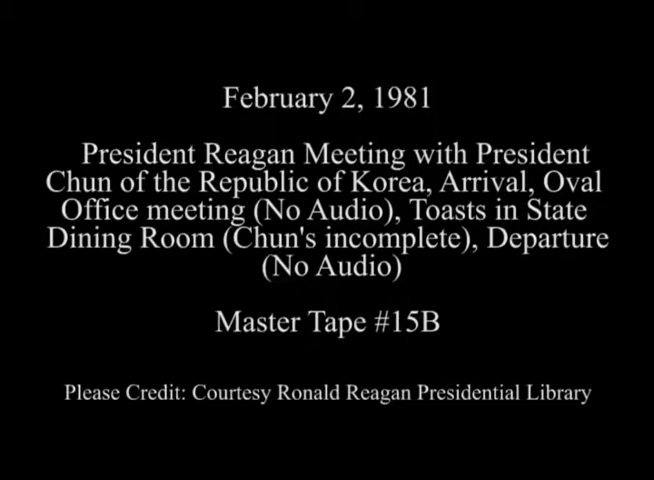 February 2, 1981
President Reagan Meeting with President
Chun of the Republic of Korea, Arrival, Oval
Office meeting (No Audio), Toasts in State
Dining Room (Chun's incomplete), Departure
(No Audio)
Master Tape #15B
Please Credit: Courtesy Ronald Reagan Presidential Library